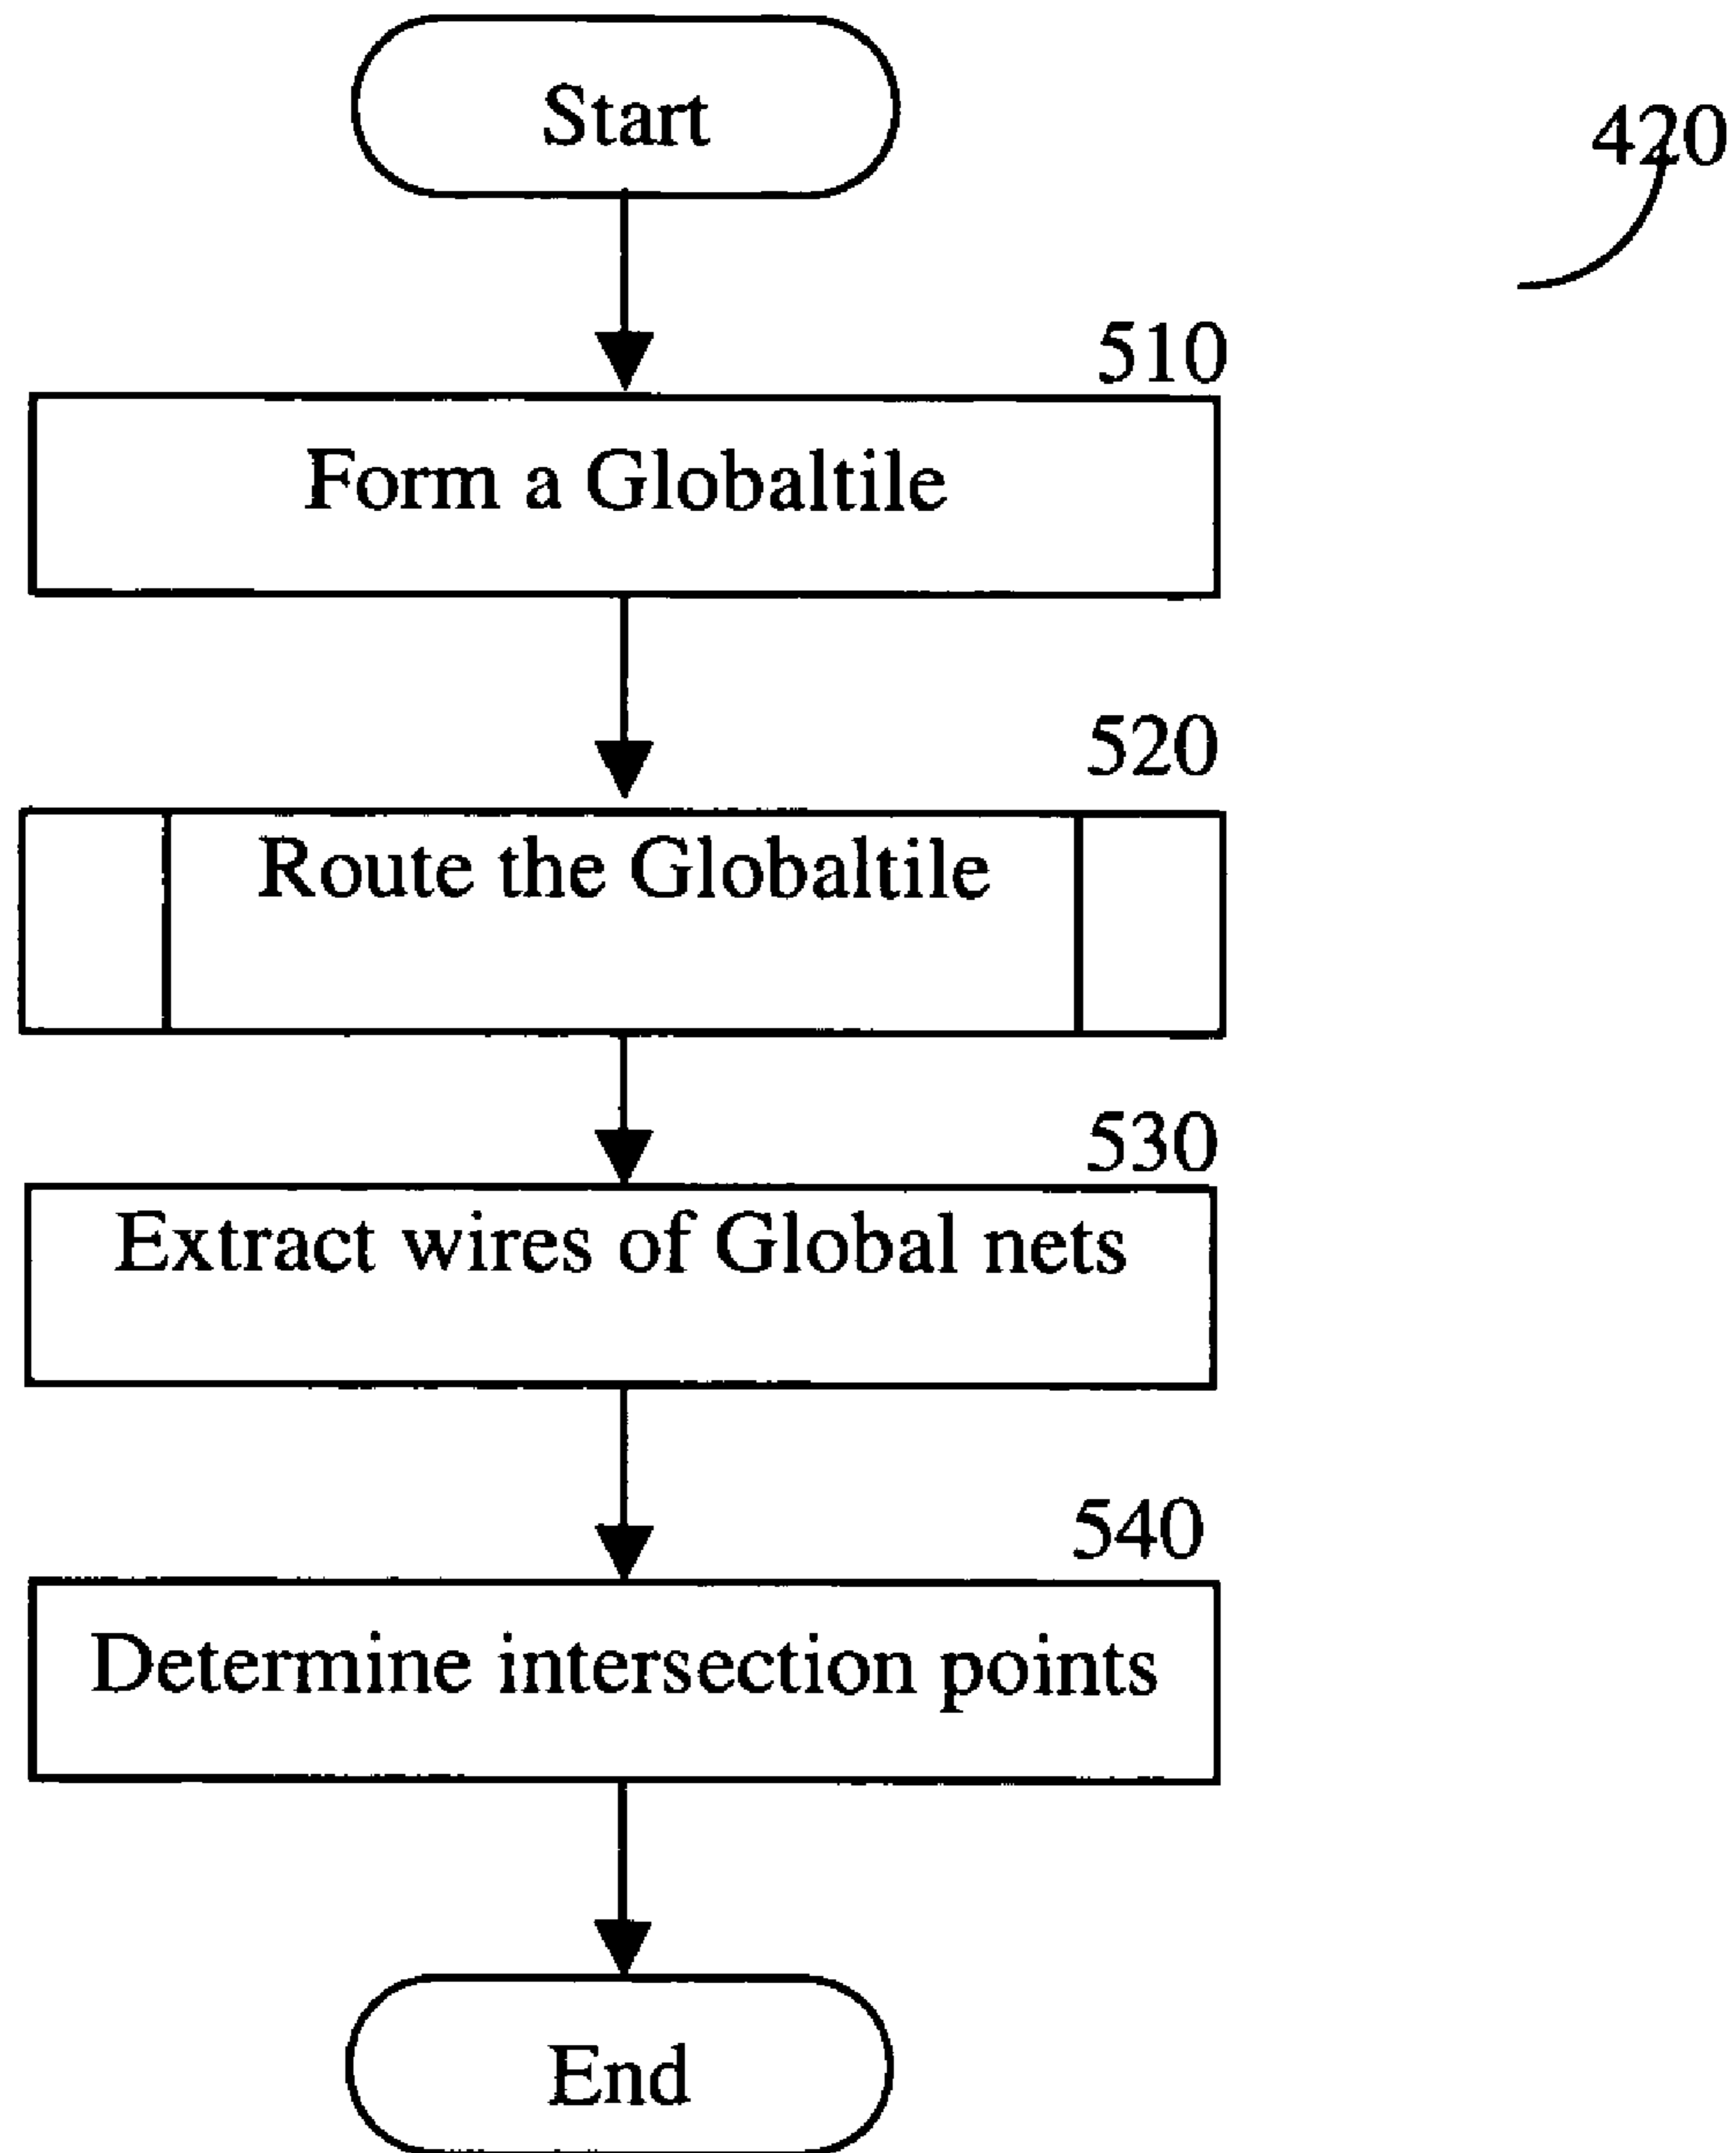 Start
420
510
Form a Globaltile
520
Route the Globaltile
530
Extract wires of Global nets
540
Determine intersection points
End